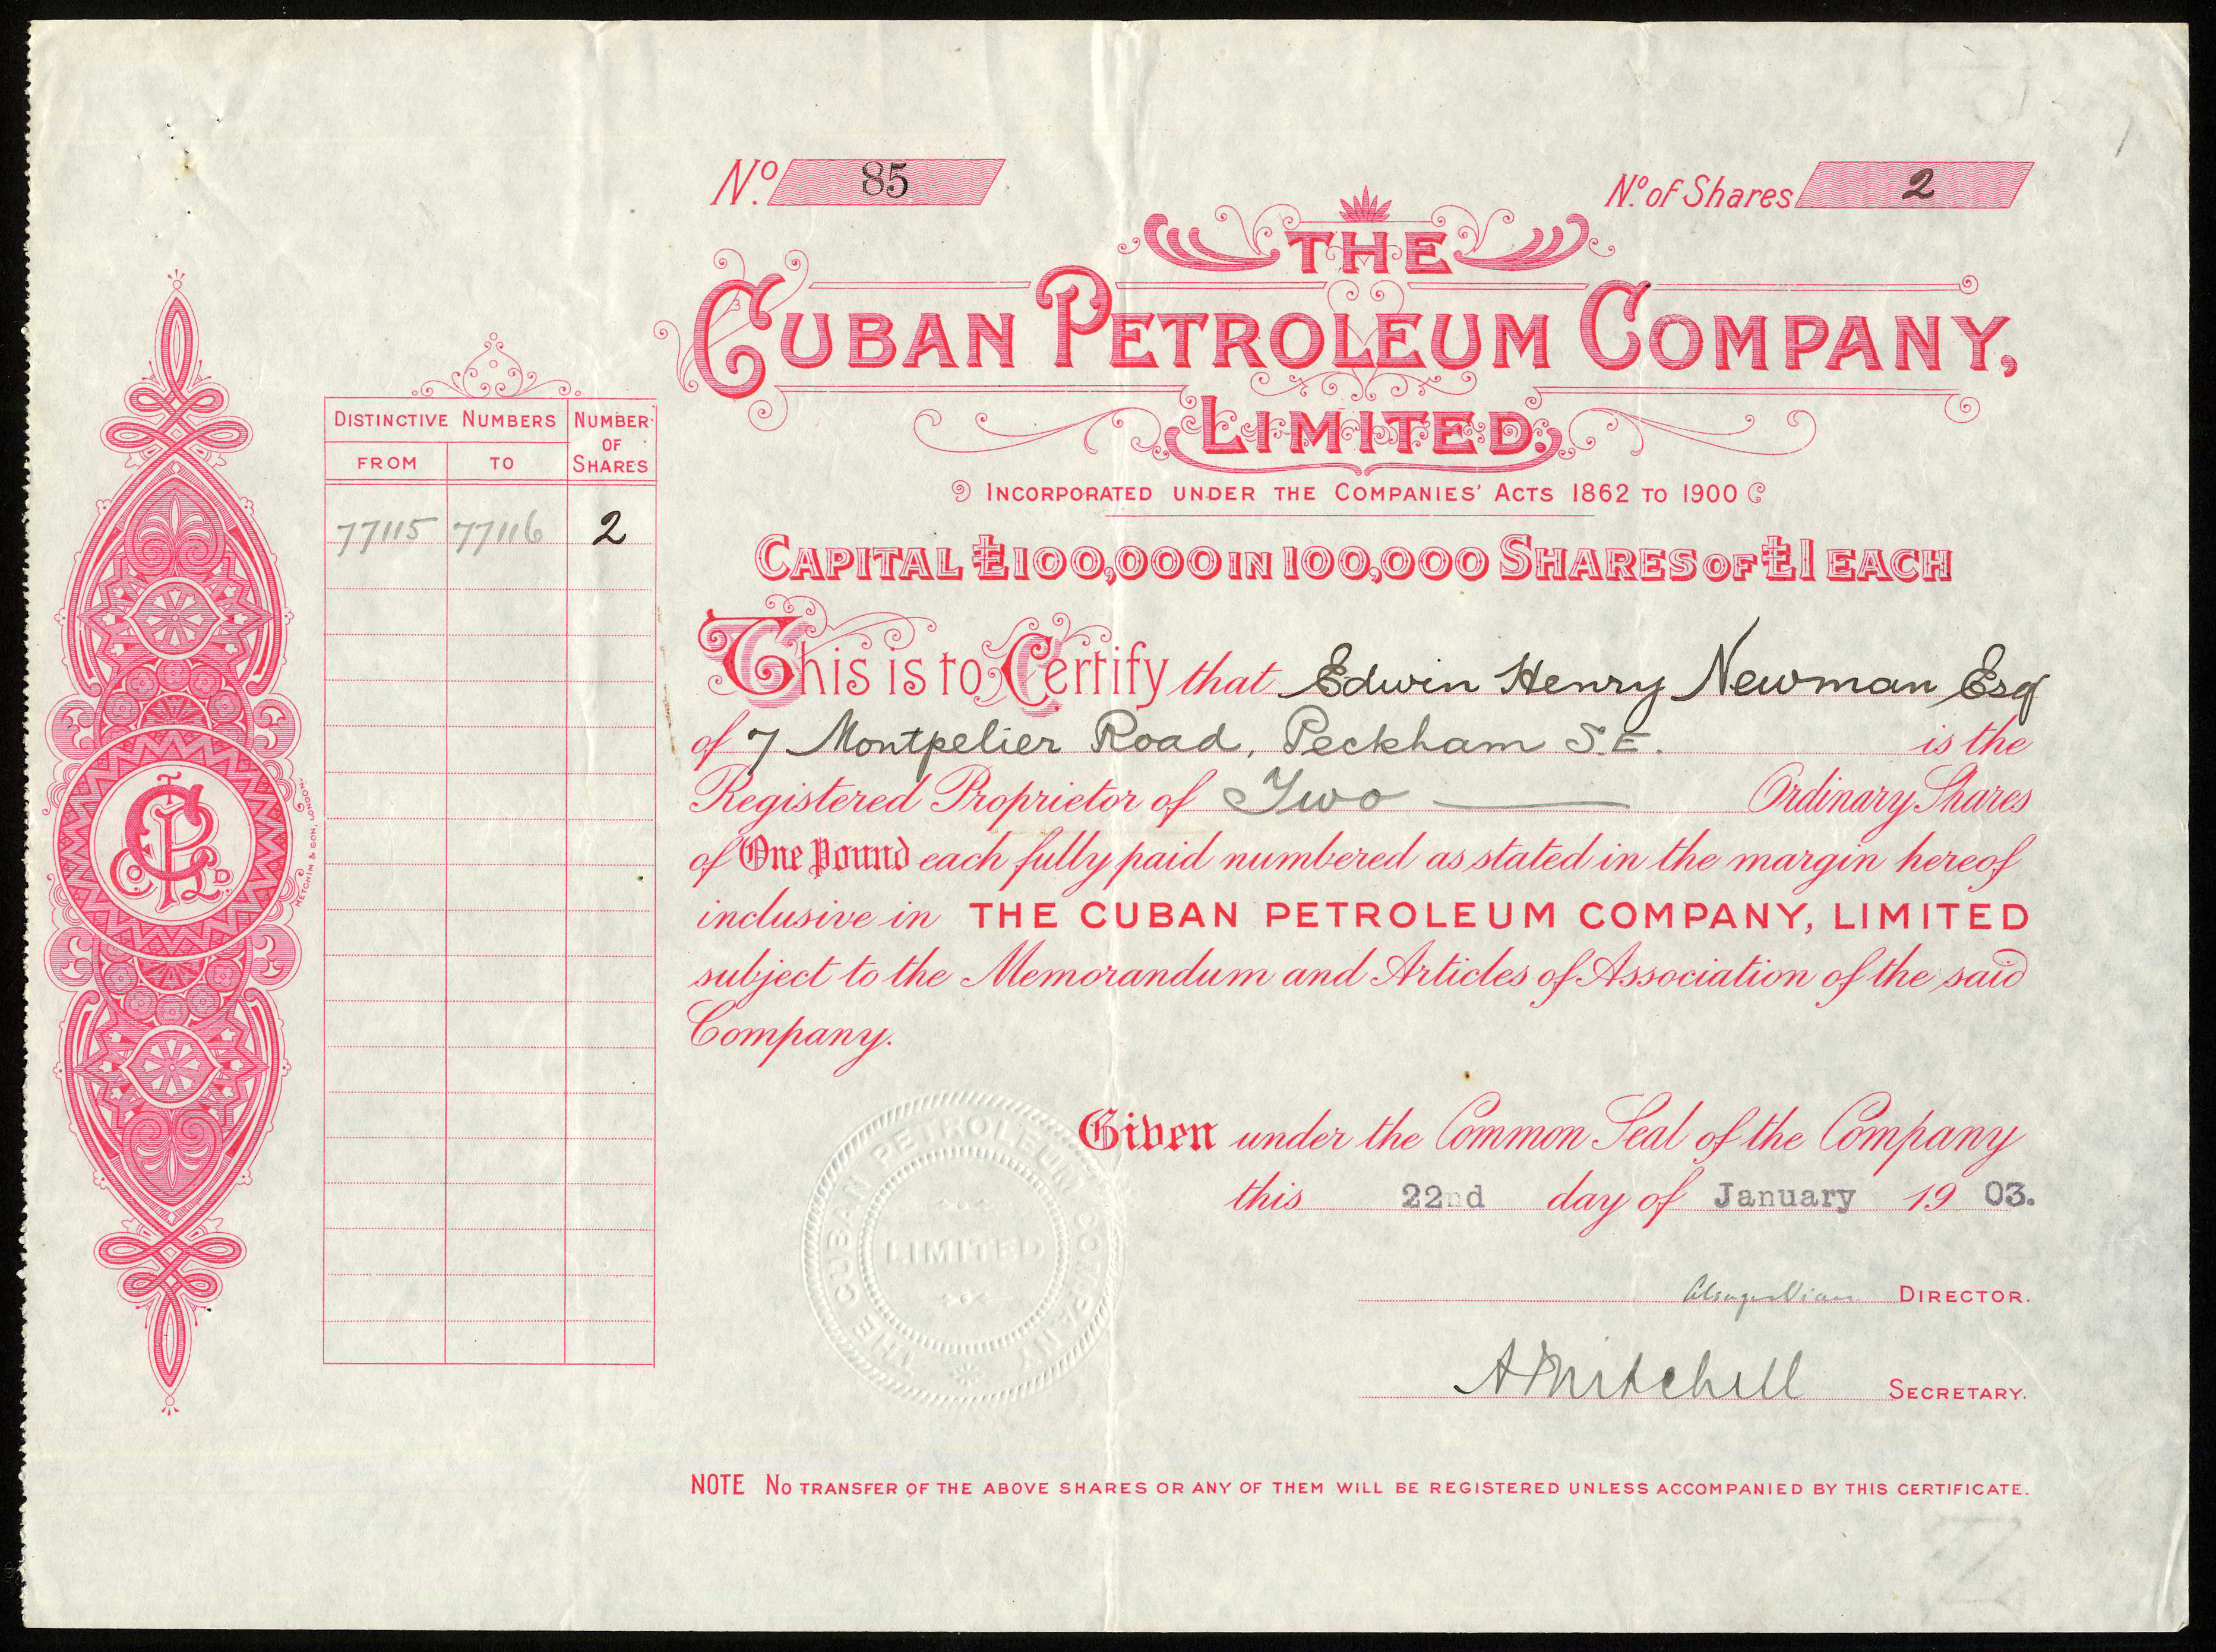 No. 85
No. of Shares 2
THE
CUBAN PETROLEUM COMPANY,
LIMITED.
INCORPORATED UNDER THE COMPANIES' ACTS 1862 TO 1900
CAPITAL £100,000 IN 100,000 SHARES OF £1 EACH
DISTINCTIVE NUMBERS NUMBER OF SHARES
FROM TO
77115 77116 2
This is to Certify that Edwin Henry Newman Esq
of 7 Montpelier Road, Peckham S.E. is the
Registered Proprietor of Two Ordinary Shares
of One Pound each fully paid numbered as stated in the margin hereof
inclusive in THE CUBAN PETROLEUM COMPANY, LIMITED
subject to the Memorandum and Articles of Association of the said
Company.
CPCoLD
METCHIM & SON, LONDON.
Given under the Common Seal of the Company
this 22nd day of January 1903.
THE CUBAN PETROLEUM COMPANY
LIMITED
DIRECTOR.
A Mitchell SECRETARY.
NOTE NO TRANSFER OF THE ABOVE SHARES OR ANY OF THEM WILL BE REGISTERED UNLESS ACCOMPANIED BY THIS CERTIFICATE.